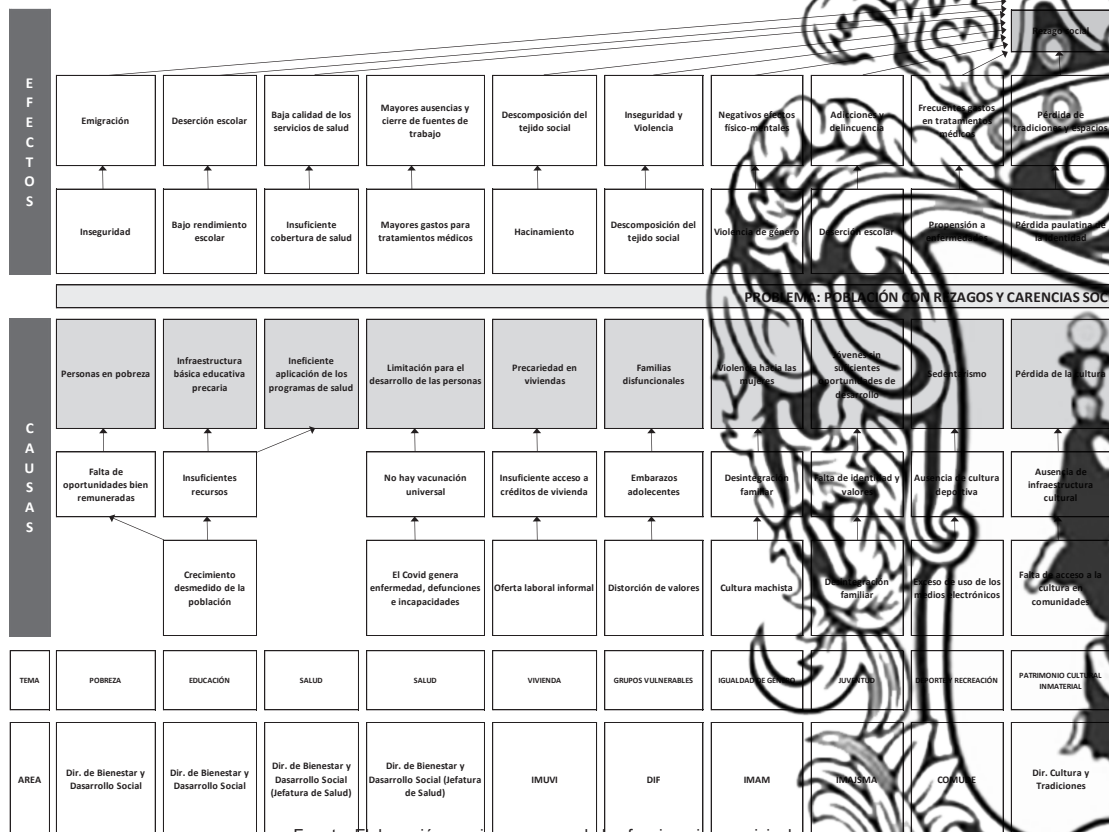 Rezago social
EFECTOS
Emigración
Deserción escolar
Baja calidad de los
servicios de salud
Mayores ausencias y
cierre de fuentes de
trabajo
Descomposición del
tejido social
Inseguridad y
Violencia
Negativos efectos
físico-mentales
Adicciones y
delincuencia
Frecuentes gastos
en tratamientos
médicos
Pérdida de
tradiciones y espacios
Inseguridad
Bajo rendimiento
escolar
Insuficiente
cobertura de salud
Mayores gastos para
tratamientos médicos
Hacinamiento
Descomposición del
tejido social
Violencia de género
Deserción escolar
Propensión a
enfermedades
Pérdida paulatina de
la identidad
PROBLEMA: POBLACIÓN CON REZAGOS Y CARENCIAS SOC
CAUSAS
Personas en pobreza
Infraestructura
básica educativa
precaria
Ineficiente
aplicación de los
programas de salud
Limitación para el
desarrollo de las personas
Precariedad en
viviendas
Familias
disfuncionales
Violencia hacia las
mujeres
Jóvenes sin
suficientes
oportunidades de
desarrollo
Sedentarismo
Pérdida de la cultura
Falta de
oportunidades bien
remuneradas
Insuficientes
recursos
No hay vacunación
universal
Insuficiente acceso a
créditos de vivienda
Embarazos
adolecentes
Desintegración
familiar
Falta de identidad y
valores
Ausencia de cultura
deportiva
Ausencia de
infraestructura
cultural
Crecimiento
desmedido de la
población
El Covid genera
enfermedad, defunciones
e incapacidades
Oferta laboral informal
Distorción de valores
Cultura machista
Desintegración
familiar
Exceso de uso de los
medios electrónicos
Falta de acceso a la
cultura en
comunidades
TEMA
POBREZA
EDUCACIÓN
SALUD
SALUD
VIVIENDA
GRUPOS VULNERABLES
IGUALDAD DE GÉNERO
JUVENTUD
DEPORTE Y RECREACIÓN
PATRIMONIO CULTURAL
INMATERIAL
AREA
Dir. de Bienestar y
Dasarrollo Social
Dir. de Bienestar y
Dasarrollo Social
Dir. de Bienestar y
Dasarrollo Social
(Jefatura de Salud)
Dir. de Bienestar y
Dasarrollo Social (Jefatura
de Salud)
IMUVI
DIF
IMAM
IMAJSMA
COMUDE
Dir. Cultura y
Tradiciones